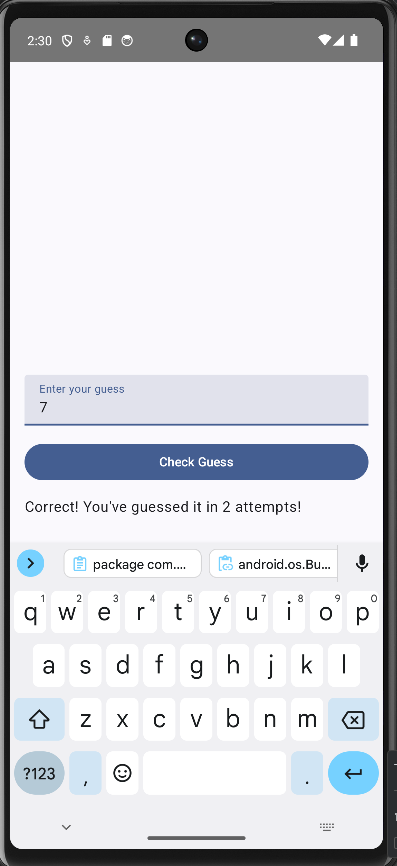 2:30
Enter your guess
7
Check Guess
Correct! You've guessed it in 2 attempts!
package com.... android.os.Bu...
1 2 3 4 5 6 7 8 9 0
q w e r t y u i o p
a s d f g h j k l
z x c v b n m
?123 , .